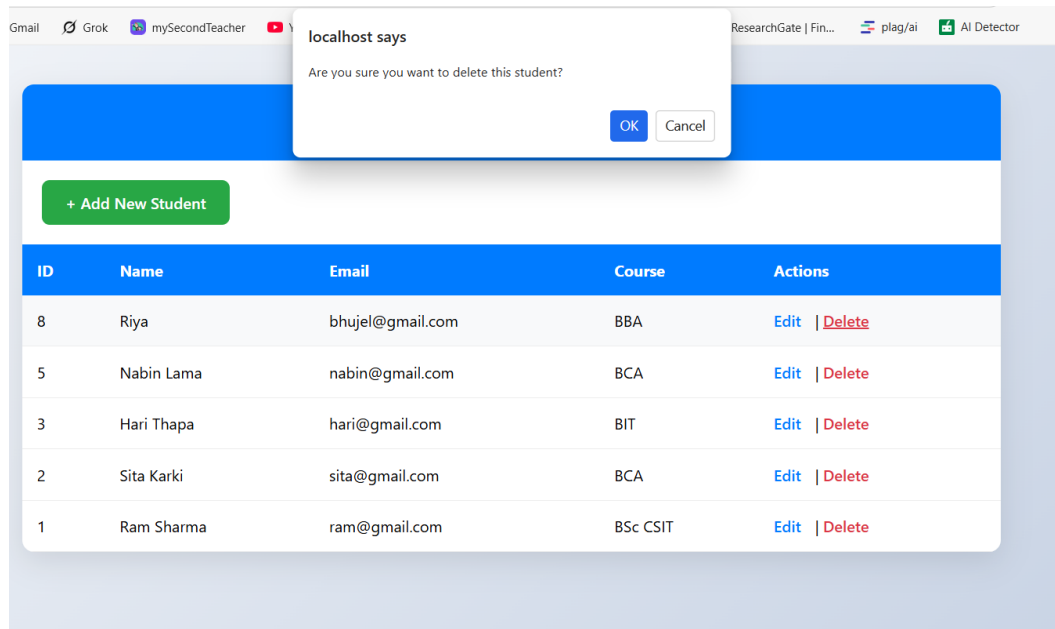 Gmail Grok mySecondTeacher ResearchGate | Fin... plag/ai AI Detector
localhost says
Are you sure you want to delete this student?
OK Cancel
+ Add New Student
ID Name Email Course Actions
8 Riya bhujel@gmail.com BBA Edit | Delete
5 Nabin Lama nabin@gmail.com BCA Edit | Delete
3 Hari Thapa hari@gmail.com BIT Edit | Delete
2 Sita Karki sita@gmail.com BCA Edit | Delete
1 Ram Sharma ram@gmail.com BSc CSIT Edit | Delete